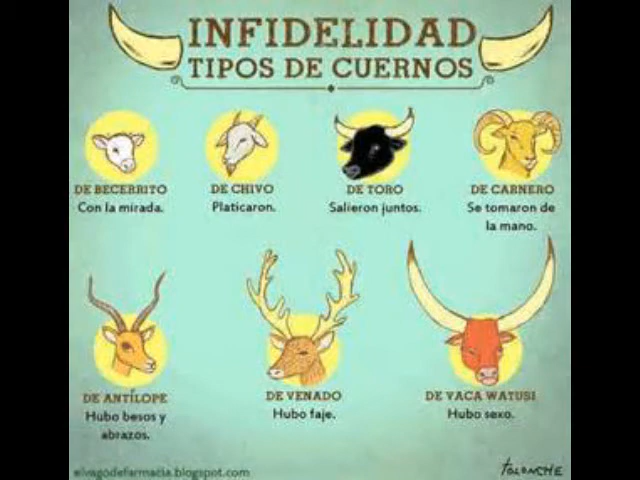 INFIDELIDAD
TIPOS DE CUERNOS
DE BECERRITO
Con la mirada.
DE CHIVO
Platicaron.
DE TORO
Salieron juntos.
DE CARNERO
Se tomaron de
la mano.
DE ANTÍLOPE
Hubo besos y
abrazos.
DE VENADO
Hubo faje.
DE VACA WATUSI
Hubo sexo.
elvagodefarmacia.blogspot.com
tolonche